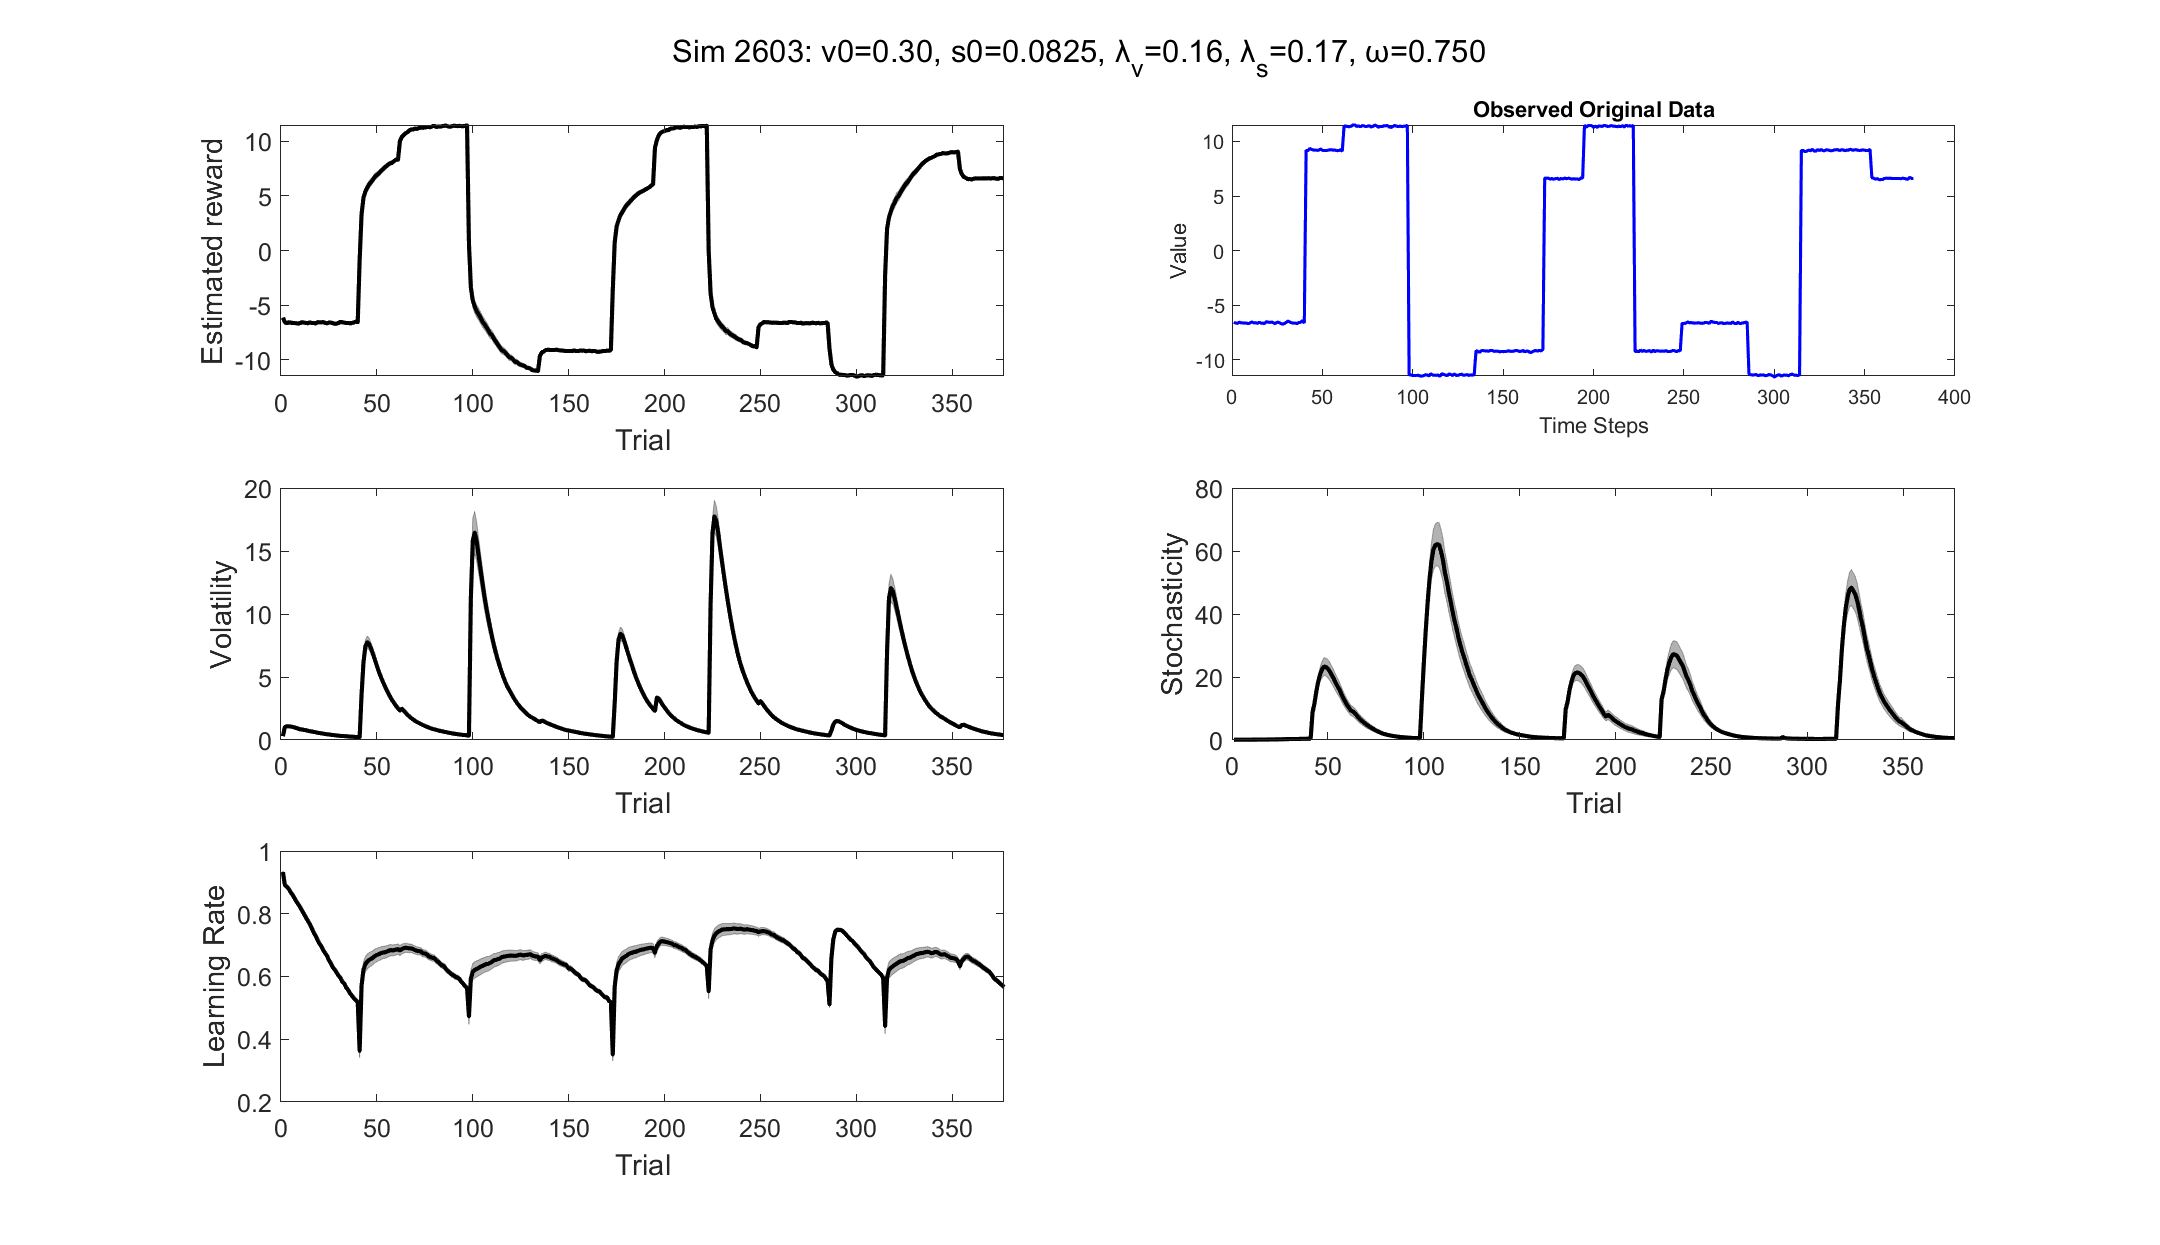 Sim 2603: v0=0.30, s0=0.0825, λv=0.16, λs=0.17, ω=0.750
Estimated reward
10
5
0
-5
-10
0 50 100 150 200 250 300 350
Trial
Observed Original Data
Value
10
5
0
-5
-10
0 50 100 150 200 250 300 350 400
Time Steps
Volatility
20
15
10
5
0
0 50 100 150 200 250 300 350
Trial
Stochasticity
80
60
40
20
0
0 50 100 150 200 250 300 350
Trial
Learning Rate
1
0.8
0.6
0.4
0.2
0 50 100 150 200 250 300 350
Trial